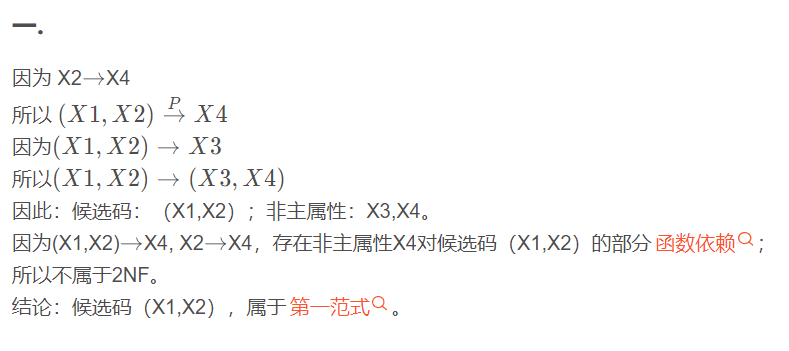 一.
因为 X2→X4
所以 (X1, X2) \xrightarrow{P} X4
因为(X1, X2) → X3
所以(X1, X2) → (X3, X4)
因此：候选码：（X1,X2）；非主属性：X3,X4。
因为(X1,X2)→X4, X2→X4，存在非主属性X4对候选码（X1,X2）的部分函数依赖；
所以不属于2NF。
结论：候选码（X1,X2），属于第一范式。